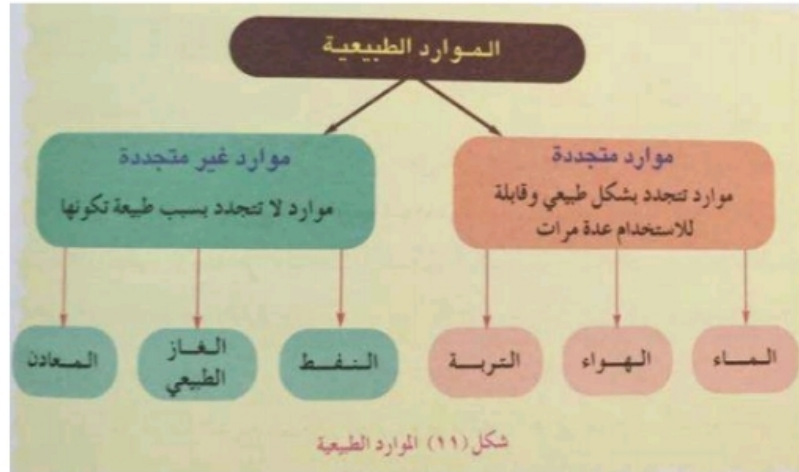 الموارد الطبيعية
موارد متجددة
موارد تتجدد بشكل طبيعي وقابلة
للاستخدام عدة مرات
موارد غير متجددة
موارد لا تتجدد بسبب طبيعة تكونها
الماء
الهواء
التربة
النفط
الغاز
الطبيعي
المعادن
شكل (١١) الموارد الطبيعية